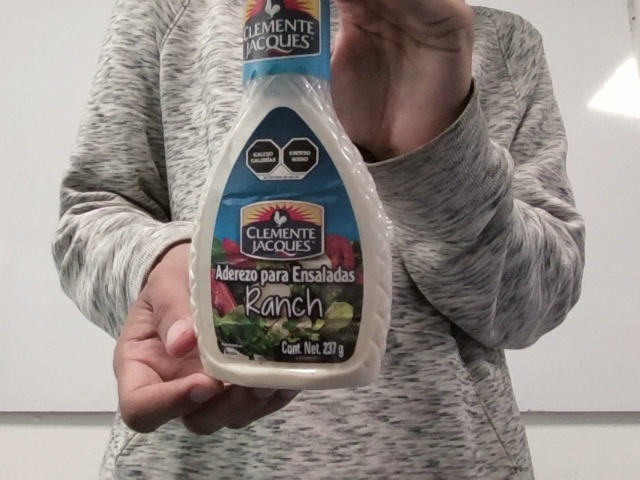 CLEMENTE
JACQUES
EXCESO
CALORÍAS
EXCESO
SODIO
CLEMENTE
JACQUES
Aderezo para Ensaladas
Ranch
Cont. Net. 237 g